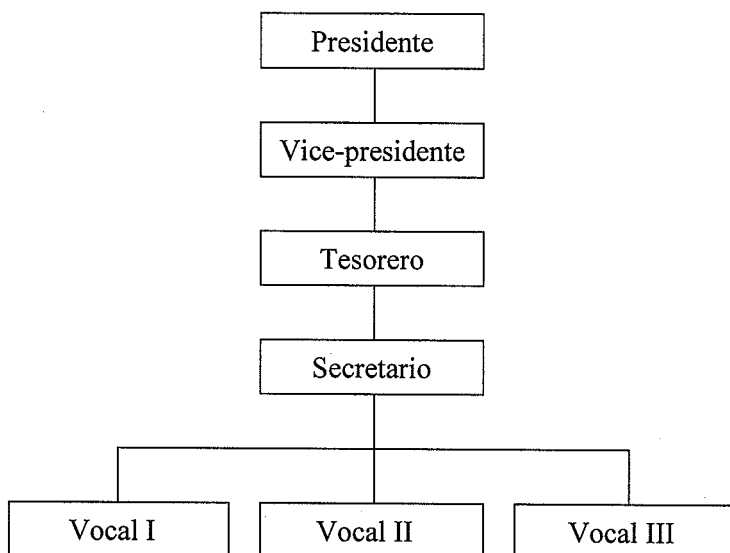 Presidente
Vice-presidente
Tesorero
Secretario
Vocal I
Vocal II
Vocal III